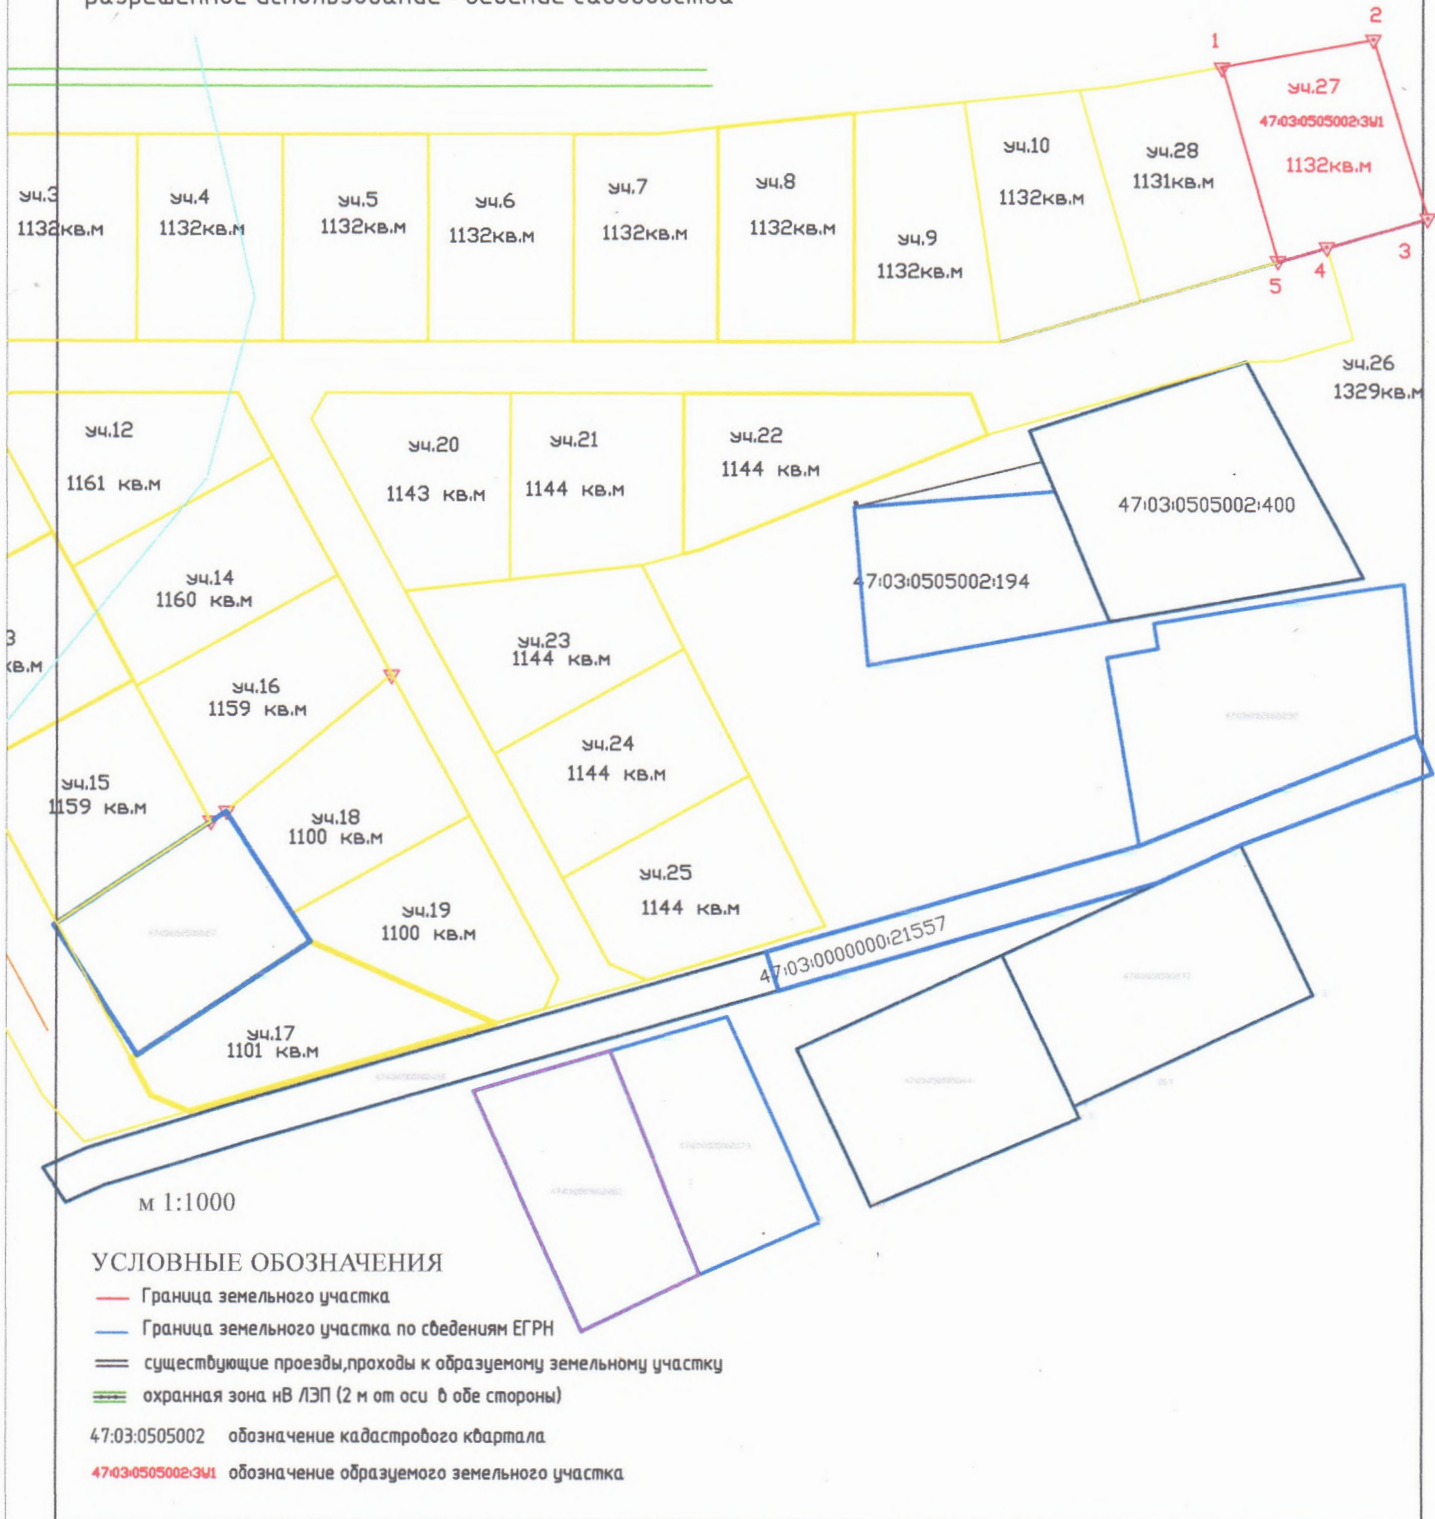 разрешенное использование - ведение садоводства
1
2
уч.27
47:03:0505002:ЗУ1
1132кв.м
3
4
5
уч.3
1132кв.м
уч.4
1132кв.м
уч.5
1132кв.м
уч.6
1132кв.м
уч.7
1132кв.м
уч.8
1132кв.м
уч.9
1132кв.м
уч.10
1132кв.м
уч.28
1131кв.м
уч.26
1329кв.м
уч.12
1161 кв.м
уч.20
1143 кв.м
уч.21
1144 кв.м
уч.22
1144 кв.м
47:03:0505002:400
47:03:0505002:194
уч.14
1160 кв.м
3
кв.м
уч.23
1144 кв.м
уч.16
1159 кв.м
уч.24
1144 кв.м
уч.15
1159 кв.м
уч.18
1100 кв.м
уч.25
1144 кв.м
уч.19
1100 кв.м
47:03:0000000:21557
уч.17
1101 кв.м
м 1:1000
УСЛОВНЫЕ ОБОЗНАЧЕНИЯ
Граница земельного участка
Граница земельного участка по сведениям ЕГРН
существующие проезды,проходы к образуемому земельному участку
охранная зона нВ ЛЭП (2 м от оси в обе стороны)
47:03:0505002 обозначение кадастрового квартала
47:03:0505002:ЗУ1 обозначение образуемого земельного участка